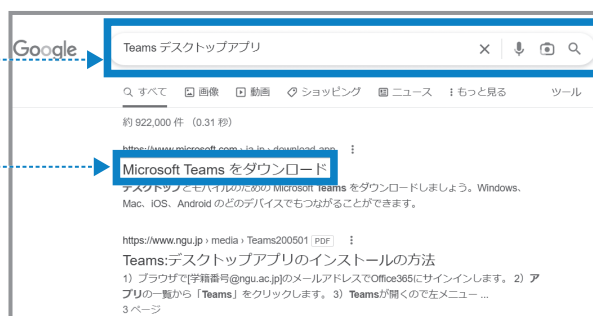 Google
Teams デスクトップアプリ
すべて 画像 動画 ショッピング ニュース もっと見る ツール
約 922,000 件 （0.31 秒）
https://www.microsoft.com › ja-jp › download-app
Microsoft Teams をダウンロード
デスクトップとモバイルのための Microsoft Teams をダウンロードしましょう。Windows、
Mac、iOS、Android のどのデバイスでもつながることができます。
https://www.ngu.jp › media › Teams200501 PDF
Teams:デスクトップアプリのインストールの方法
1）ブラウザで[学籍番号@ngu.ac.jp]のメールアドレスでOffice365にサインインします。 2）ア
プリの一覧から「Teams」をクリックします。 3）Teamsが開くので左メニュー ...
3 ページ